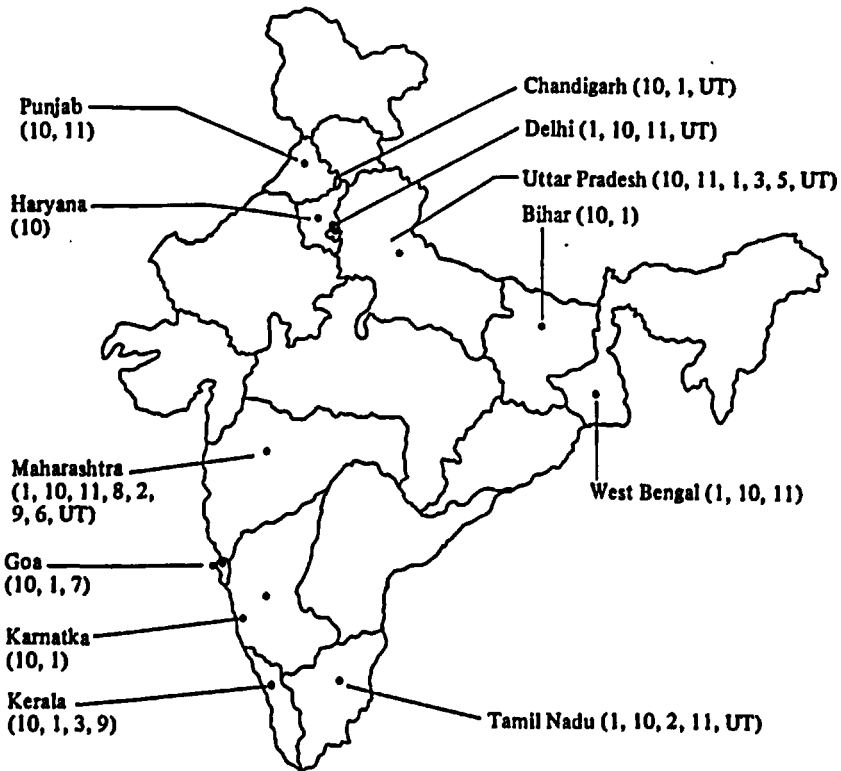 Chandigarh (10, 1, UT)
Punjab
(10, 11)
Delhi (1, 10, 11, UT)
Uttar Pradesh (10, 11, 1, 3, 5, UT)
Haryana
(10)
Bihar (10, 1)
Maharashtra
(1, 10, 11, 8, 2,
9, 6, UT)
West Bengal (1, 10, 11)
Goa
(10, 1, 7)
Karnatka
(10, 1)
Kerala
(10, 1, 3, 9)
Tamil Nadu (1, 10, 2, 11, UT)